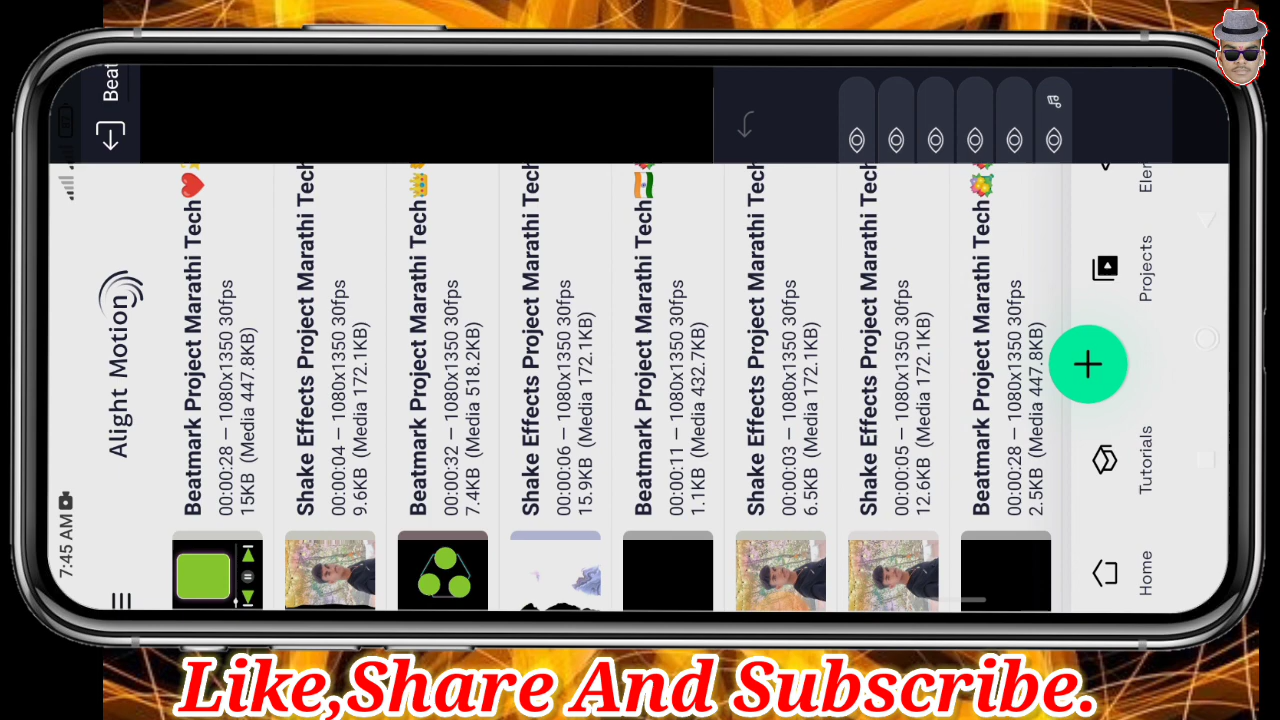 7:45 AM
Alight Motion
Beatmark Project Marathi Tech❤️
00:00:28 – 1080x1350 30fps
15KB (Media 447.8KB)
Shake Effects Project Marathi Tech
00:00:04 – 1080x1350 30fps
9.6KB (Media 172.1KB)
Beatmark Project Marathi Tech👑
00:00:32 – 1080x1350 30fps
7.4KB (Media 518.2KB)
Shake Effects Project Marathi Tech
00:00:06 – 1080x1350 30fps
15.9KB (Media 172.1KB)
Beatmark Project Marathi Tech🇮🇳
00:00:11 – 1080x1350 30fps
1.1KB (Media 432.7KB)
Shake Effects Project Marathi Tech
00:00:03 – 1080x1350 30fps
6.5KB (Media 172.1KB)
Shake Effects Project Marathi Tech
00:00:05 – 1080x1350 30fps
12.6KB (Media 172.1KB)
Beatmark Project Marathi Tech
00:00:28 – 1080x1350 30fps
2.5KB (Media 447.8KB)
Home
Tutorials
Projects
Elem
Beat
Like,Share And Subscribe.